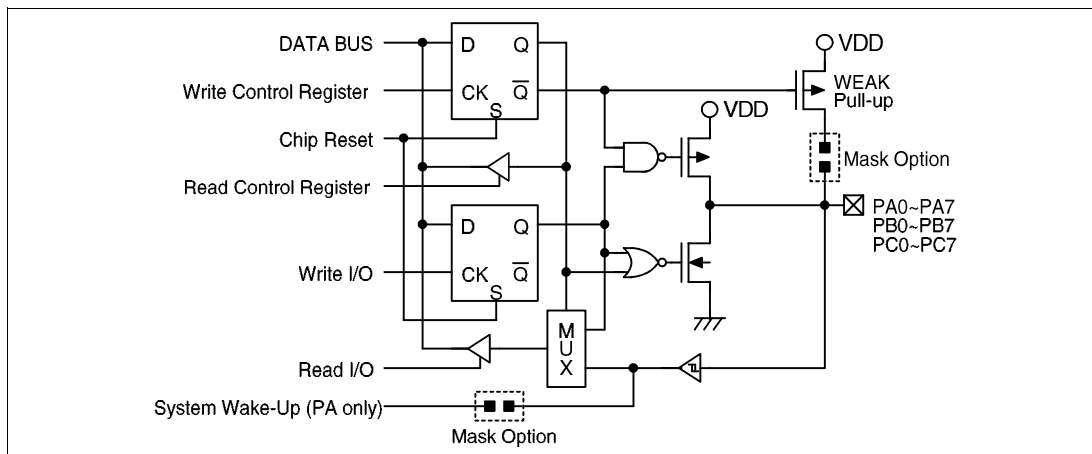 DATA BUS
Write Control Register
Chip Reset
Read Control Register
Write I/O
Read I/O
System Wake-Up (PA only)
D Q
CK Q̅
S
D Q
CK Q̅
S
M
U
X
Mask Option
VDD
VDD
WEAK
Pull-up
Mask Option
PA0~PA7
PB0~PB7
PC0~PC7